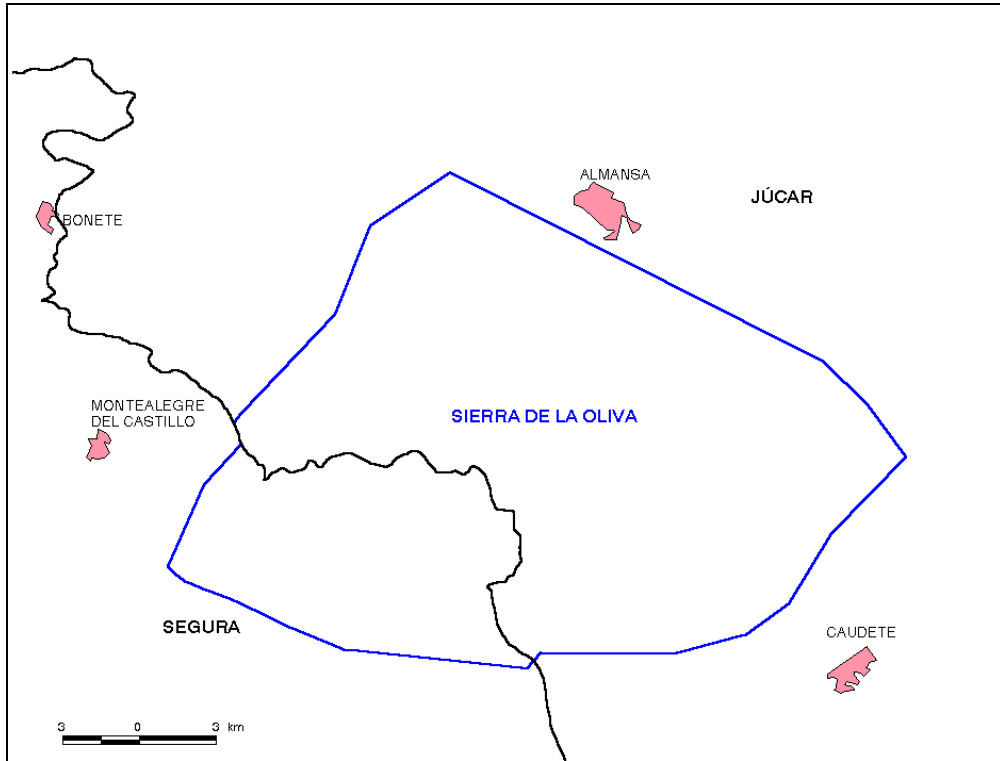 ALMANSA
JÚCAR
BONETE
MONTEALEGRE
DEL CASTILLO
SIERRA DE LA OLIVA
SEGURA
CAUDETE
3 0 3 km